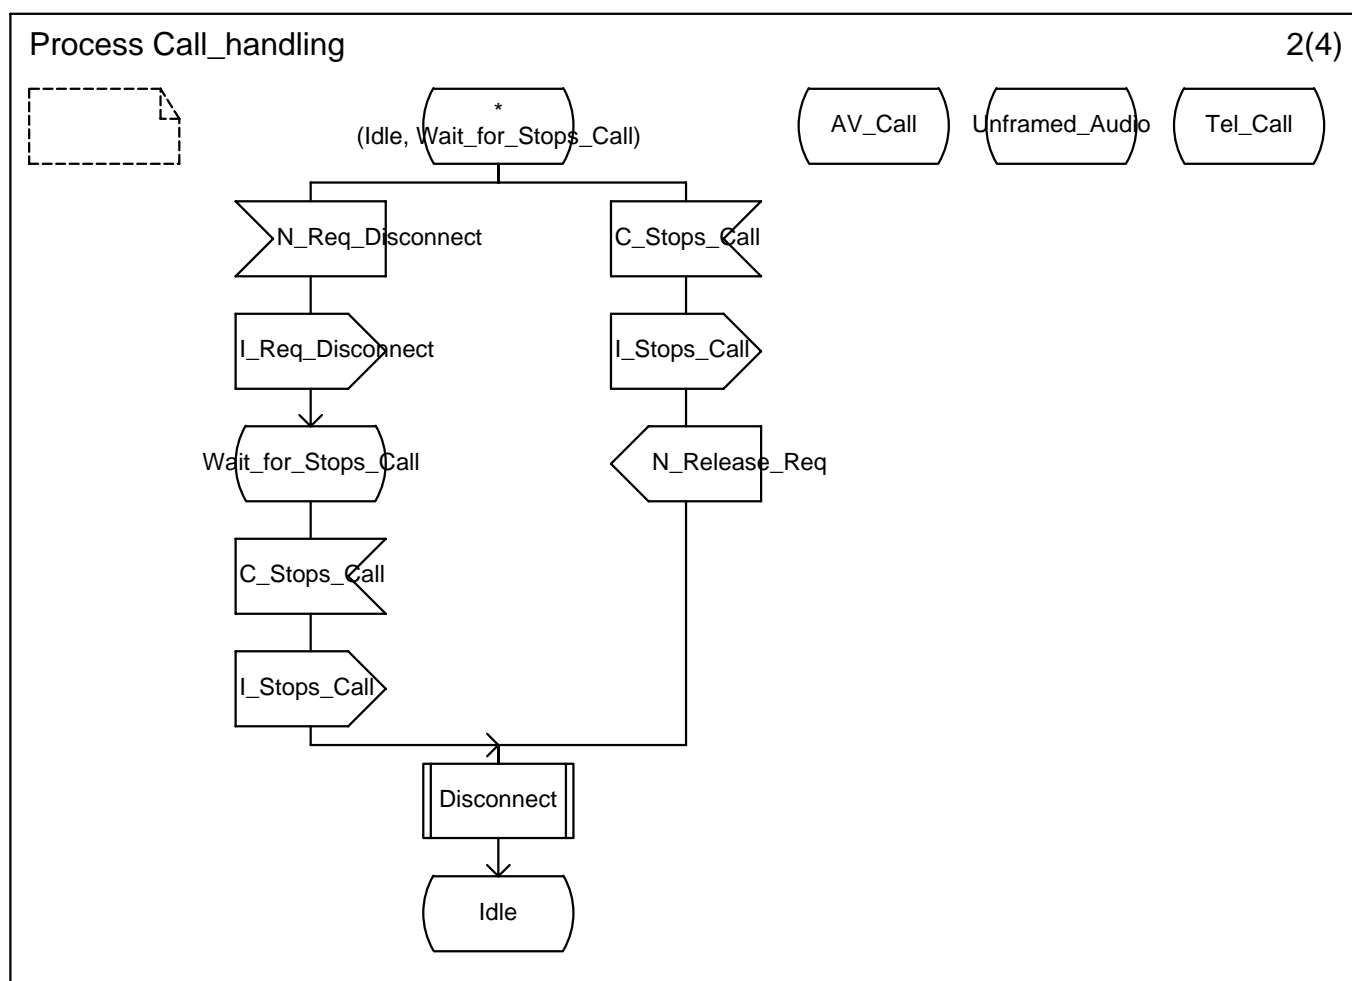 Process Call_handling
2(4)
*
(Idle, Wait_for_Stops_Call)
AV_Call
Unframed_Audio
Tel_Call
N_Req_Disconnect
C_Stops_Call
I_Req_Disconnect
I_Stops_Call
Wait_for_Stops_Call
N_Release_Req
C_Stops_Call
I_Stops_Call
Disconnect
Idle